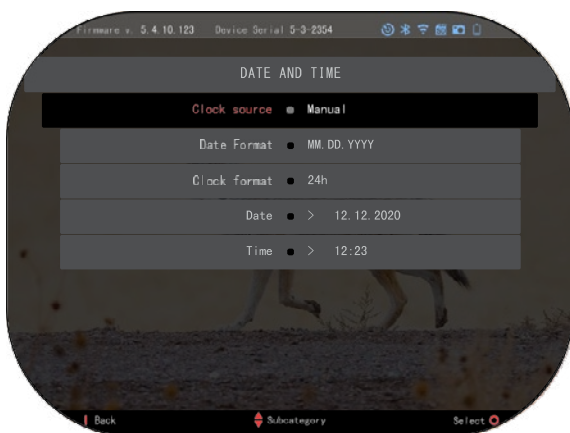 Firmware v. 5.4.10.123 Device Serial 5-3-2354
DATE AND TIME
Clock source Manual
Date Format MM.DD.YYYY
Clock format 24h
Date > 12.12.2020
Time > 12:23
Back Subcategory Select